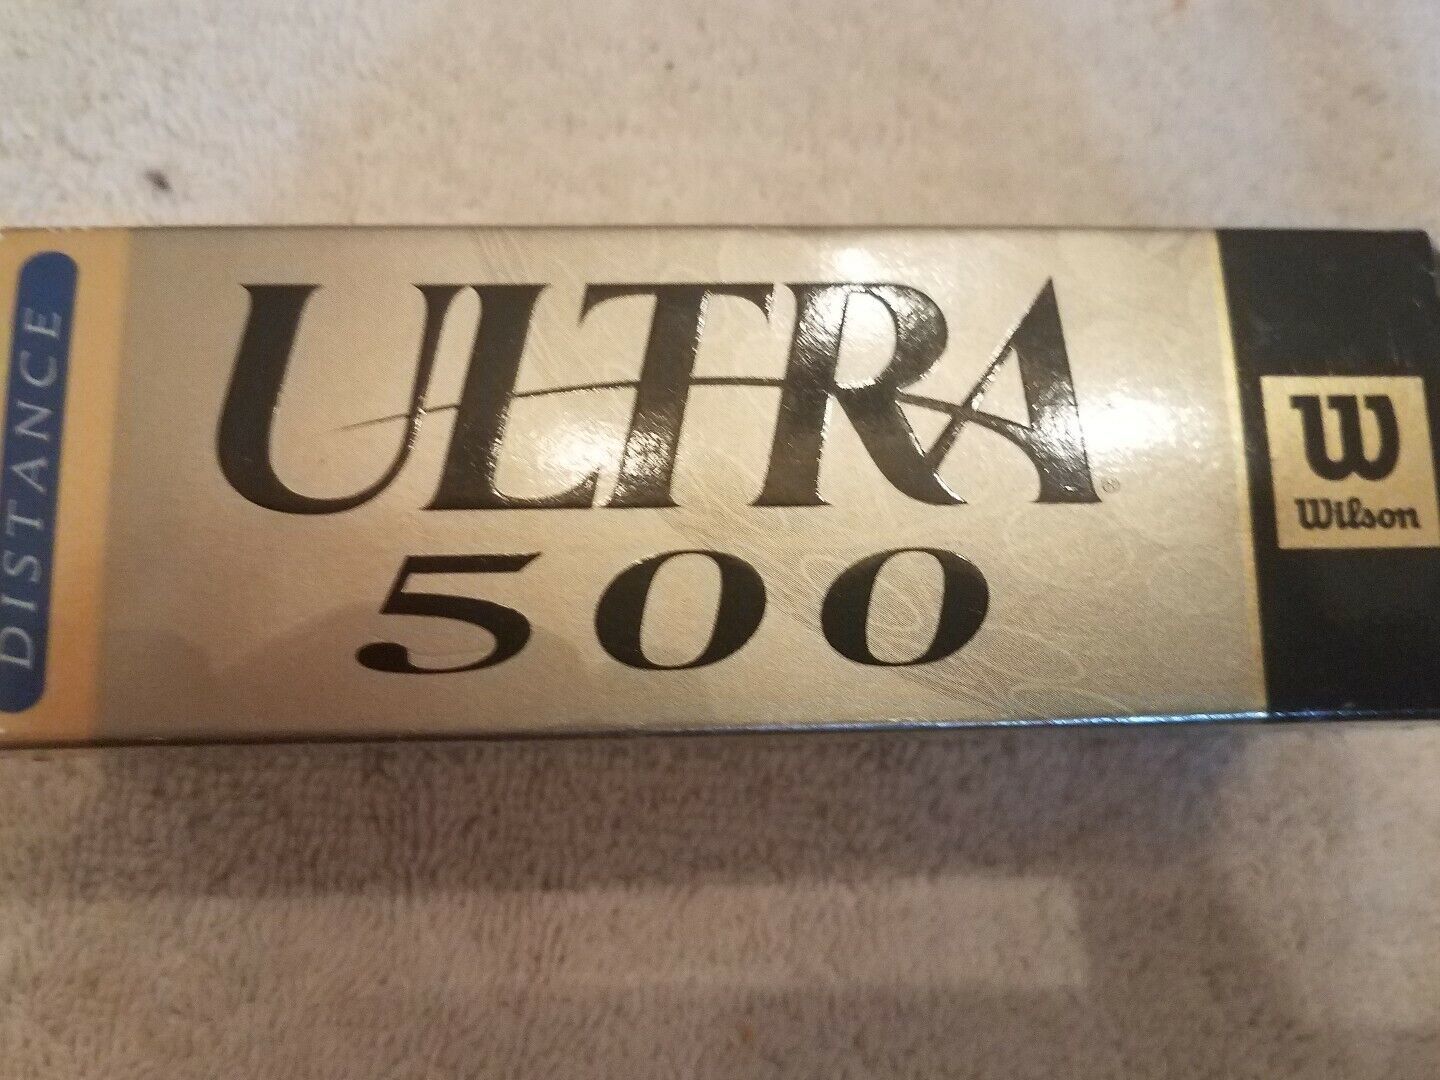 DISTANCE
ULTRA®
500
W
Wilson